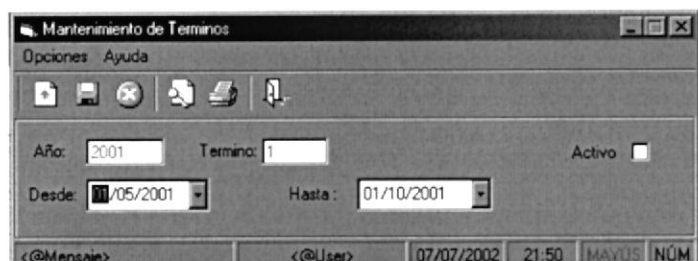 Mantenimiento de Terminos
Opciones Ayuda
Año: 2001 Termino: 1 Activo
Desde: 01/05/2001 Hasta: 01/10/2001
<@Mensaje> <@User> 07/07/2002 21:50 MAYÚS NÚM